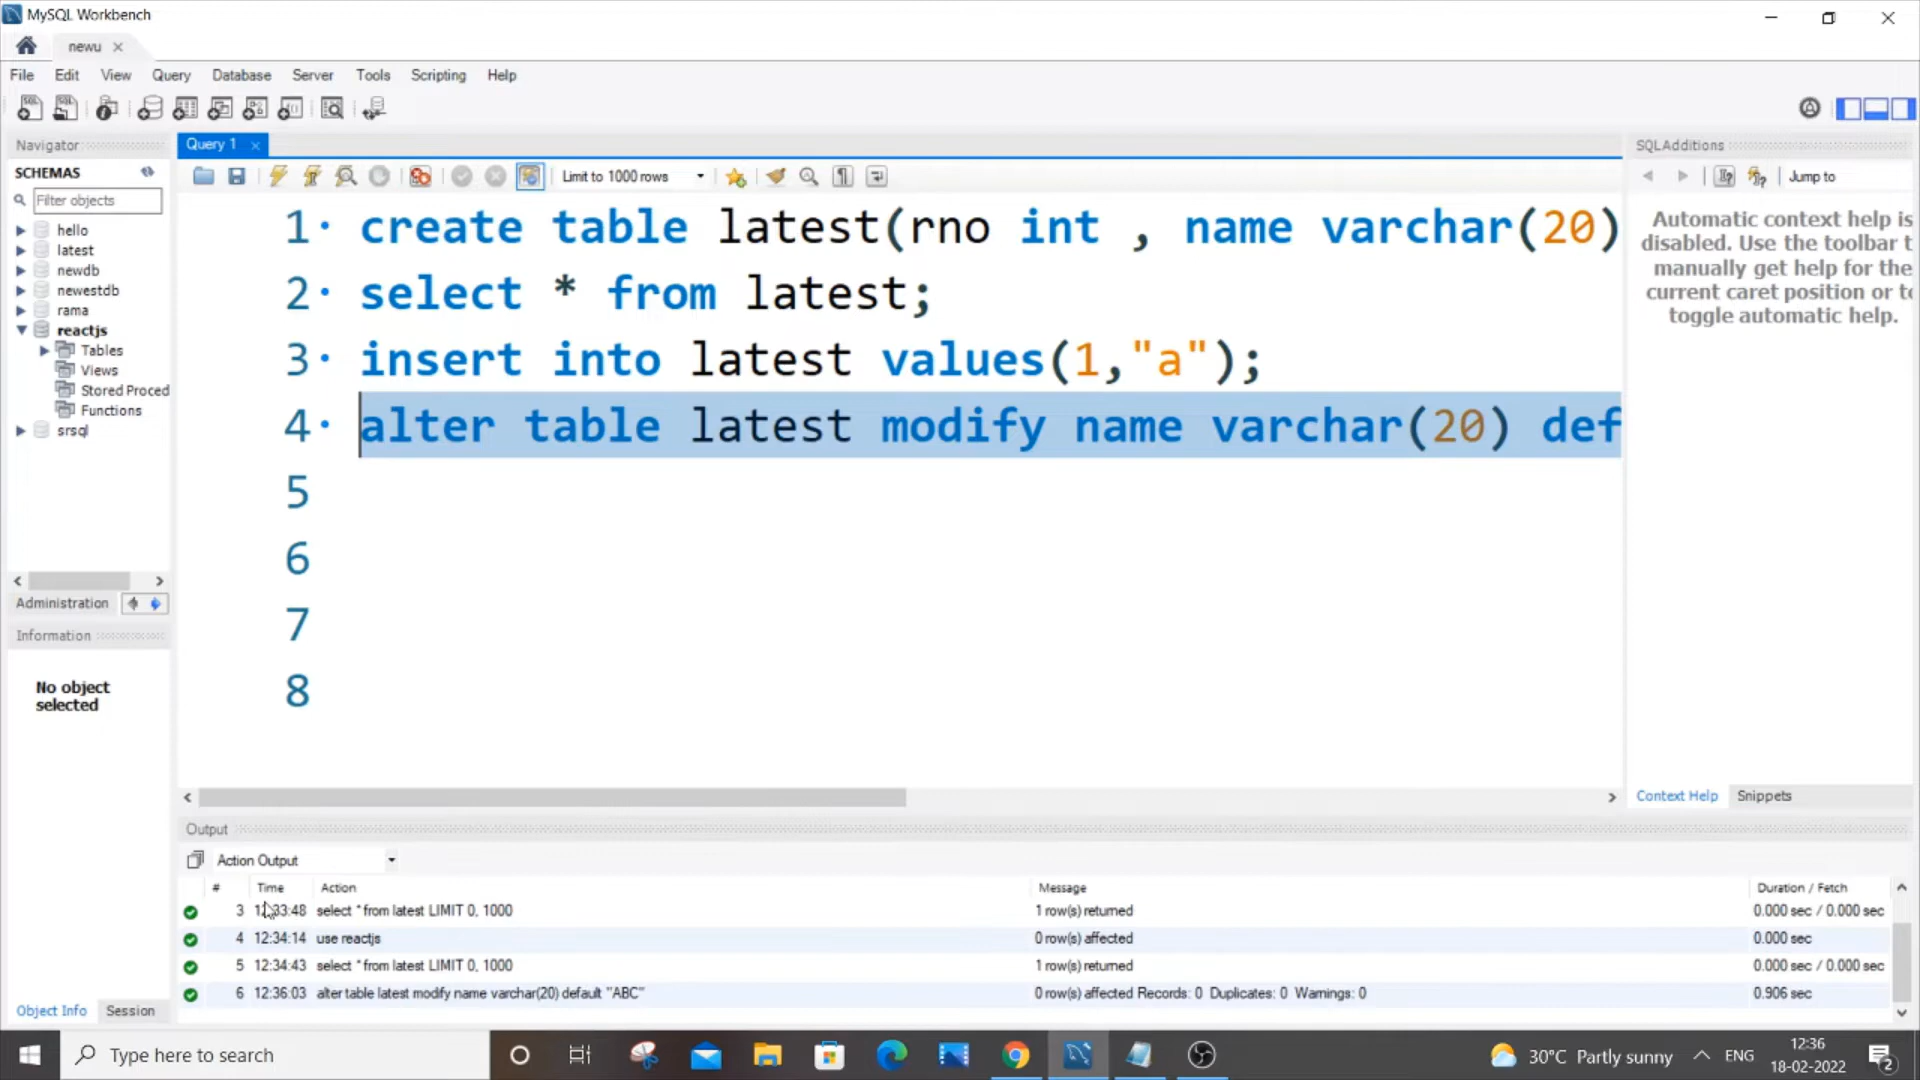 MySQL Workbench
newu
File Edit View Query Database Server Tools Scripting Help
Navigator
SCHEMAS
Filter objects
hello
latest
newdb
newestdb
rama
reactjs
Tables
Views
Stored Proced
Functions
srsql
Administration
Information
No object
selected
Object Info Session
Query 1
Limit to 1000 rows
1 create table latest(rno int , name varchar(20)
2 select * from latest;
3 insert into latest values(1,"a");
4 alter table latest modify name varchar(20) def
5
6
7
8
SQLAdditions
Jump to
Automatic context help is
disabled. Use the toolbar t
manually get help for the
current caret position or to
toggle automatic help.
Context Help Snippets
Output
Action Output
# Time Action Message Duration / Fetch
3 12:33:48 select * from latest LIMIT 0, 1000 1 row(s) returned 0.000 sec / 0.000 sec
4 12:34:14 use reactjs 0 row(s) affected 0.000 sec
5 12:34:43 select * from latest LIMIT 0, 1000 1 row(s) returned 0.000 sec / 0.000 sec
6 12:36:03 alter table latest modify name varchar(20) default "ABC" 0 row(s) affected Records: 0 Duplicates: 0 Warnings: 0 0.906 sec
Type here to search
30°C Partly sunny
ENG
12:36
18-02-2022
2